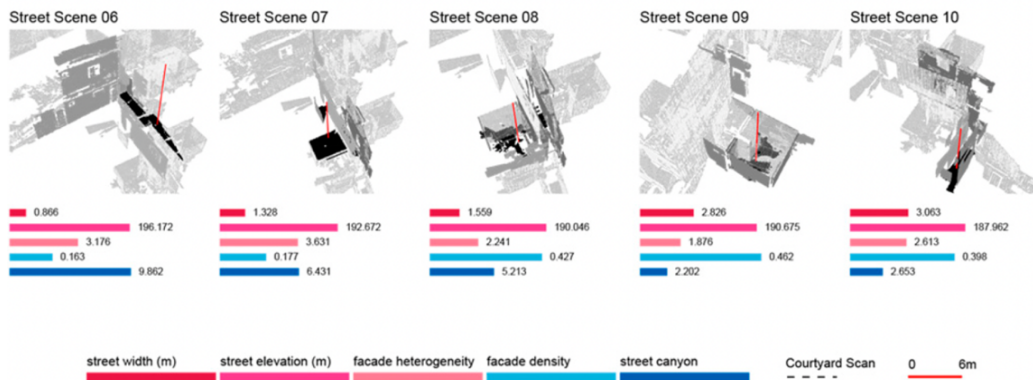 Street Scene 06
Street Scene 07
Street Scene 08
Street Scene 09
Street Scene 10
0.866
196.172
3.176
0.163
9.862
1.328
192.672
3.631
0.177
6.431
1.559
190.046
2.241
0.427
5.213
2.826
190.675
1.876
0.462
2.202
3.063
187.962
2.613
0.398
2.653
street width (m)
street elevation (m)
facade heterogeneity
facade density
street canyon
Courtyard Scan
0 6m